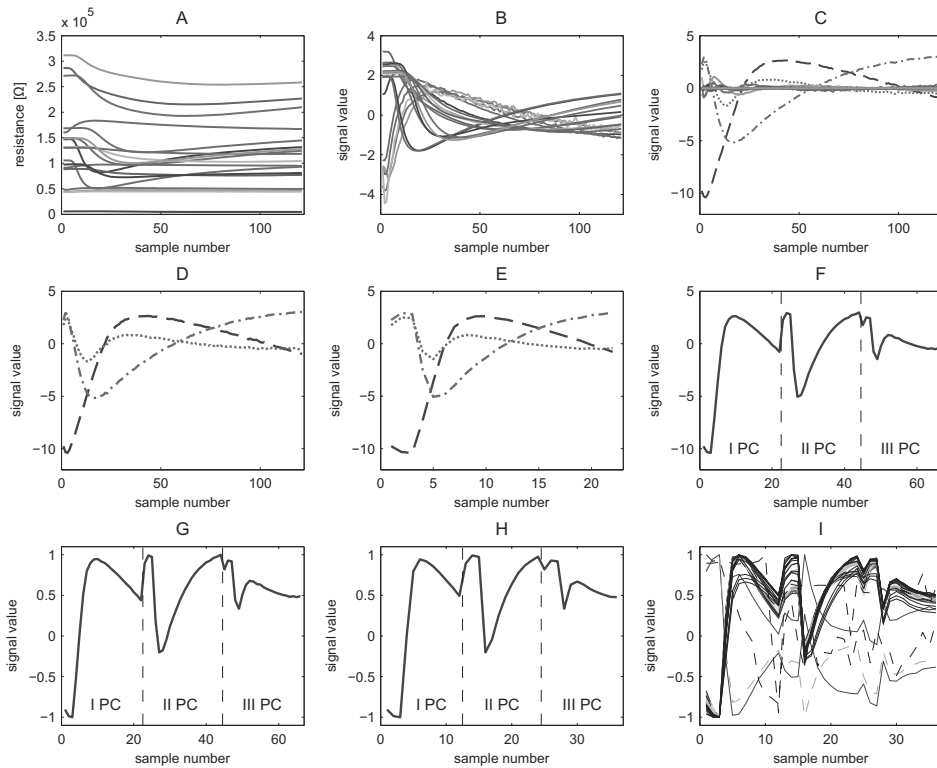 A
x 10^5
3.5
3
2.5
2
1.5
1
0.5
0
resistance [Ω]
0 50 100
sample number
B
4
2
0
−2
−4
signal value
0 50 100
sample number
C
5
0
−5
−10
signal value
0 50 100
sample number
D
5
0
−5
−10
signal value
0 50 100
sample number
E
5
0
−5
−10
signal value
0 5 10 15 20
sample number
F
5
0
−5
−10
signal value
I PC II PC III PC
0 20 40 60
sample number
G
1
0.5
0
−0.5
−1
signal value
I PC II PC III PC
0 20 40 60
sample number
H
1
0.5
0
−0.5
−1
signal value
I PC II PC III PC
0 10 20 30
sample number
I
1
0.5
0
−0.5
−1
signal value
0 10 20 30
sample number